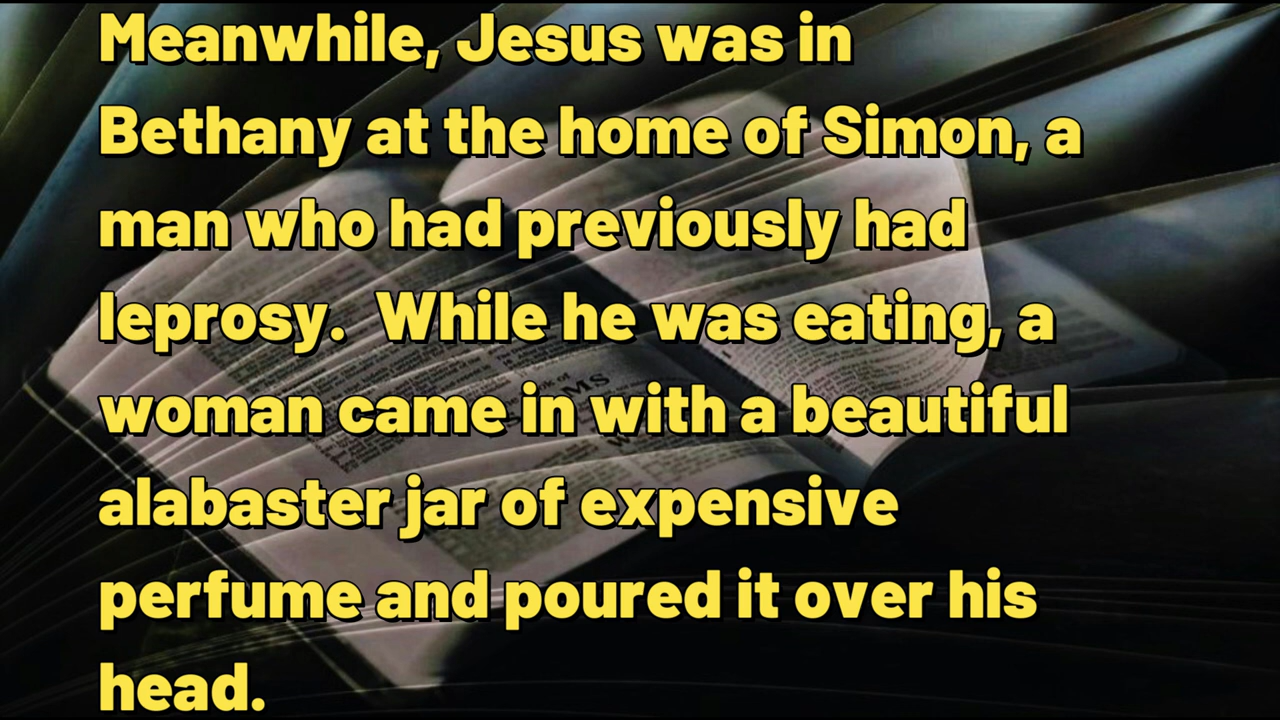 Meanwhile, Jesus was in
Bethany at the home of Simon, a
man who had previously had
leprosy.  While he was eating, a
woman came in with a beautiful
alabaster jar of expensive
perfume and poured it over his
head.